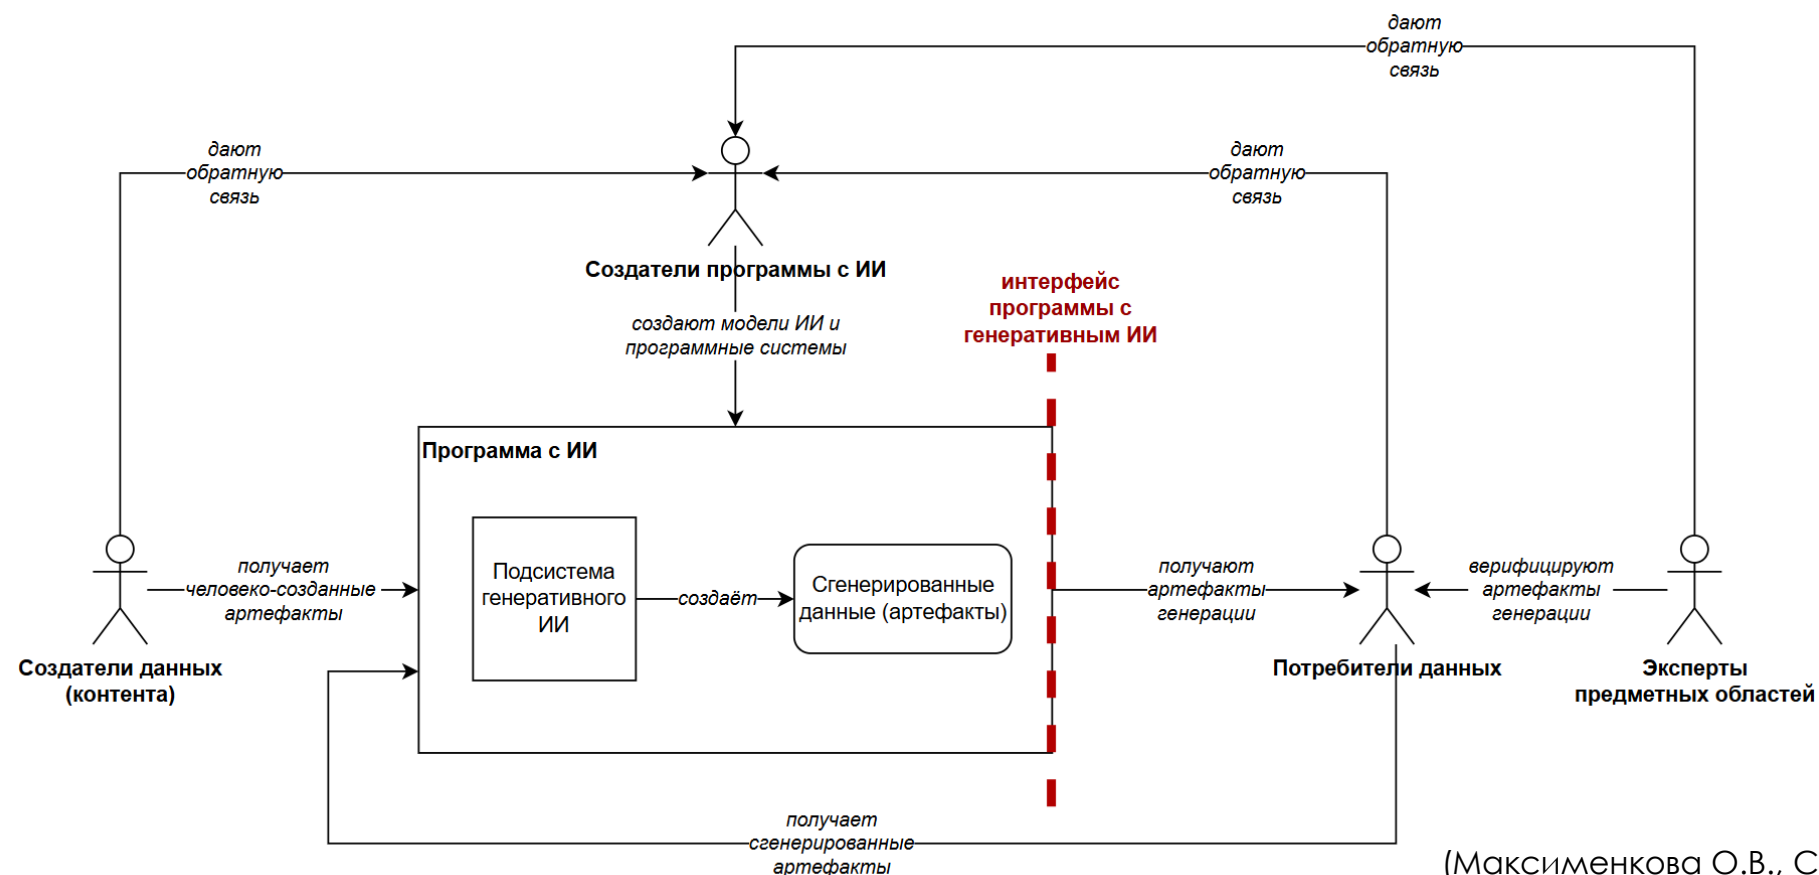 дают
обратную
связь
дают
обратную
связь
дают
обратную
связь
Создатели программы с ИИ
интерфейс
программы с
генеративным ИИ
создают модели ИИ и
программные системы
Программа с ИИ
получает
человеко-созданные
артефакты
Подсистема
генеративного
ИИ
создаёт
Сгенерированные
данные (артефакты)
получают
артефакты
генерации
верифицируют
артефакты
генерации
Создатели данных
(контента)
Потребители данных
Эксперты
предметных областей
получает
сгенерированные
артефакты
(Максименкова О.В., С